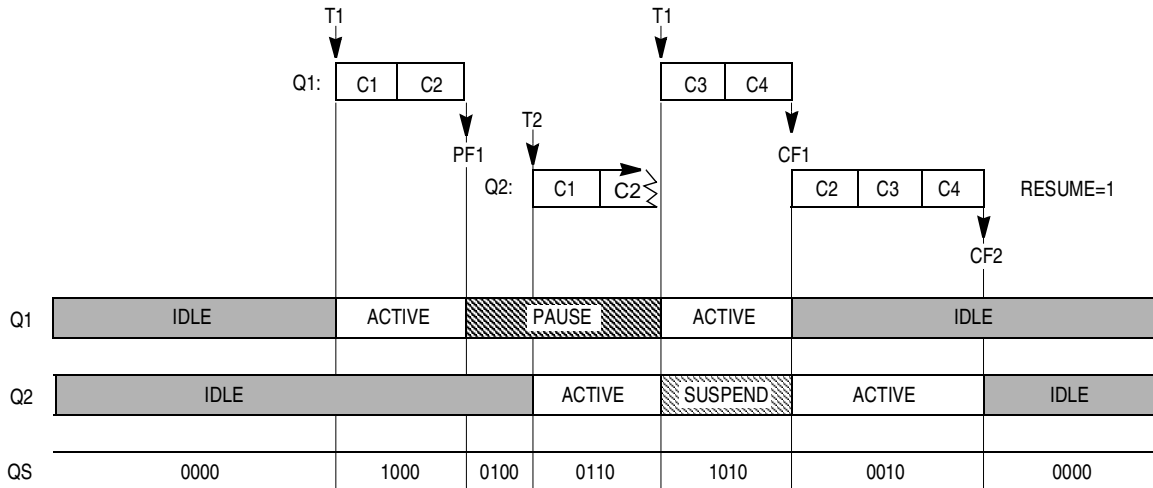 T1 T1
Q1: C1 C2 C3 C4
T2
PF1 CF1
Q2: C1 C2 C2 C3 C4 RESUME=1
CF2
Q1 IDLE ACTIVE PAUSE ACTIVE IDLE
Q2 IDLE ACTIVE SUSPEND ACTIVE IDLE
QS 0000 1000 0100 0110 1010 0010 0000